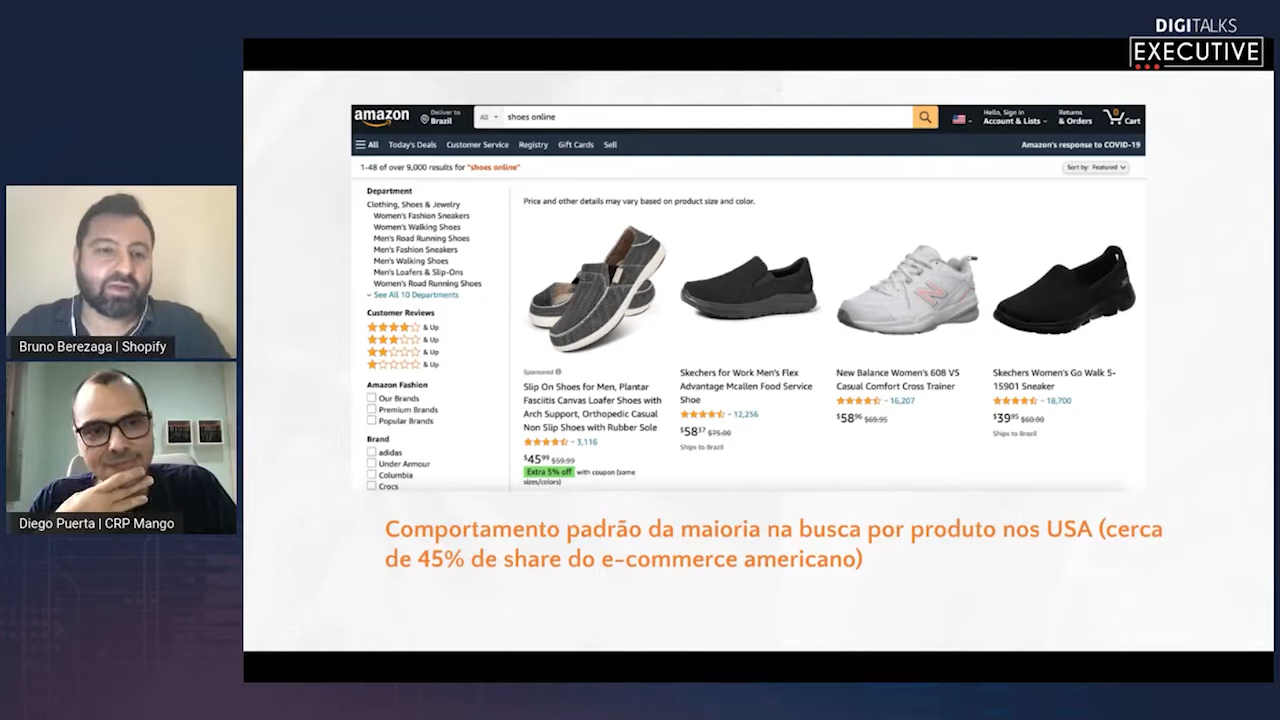 DIGITALKS
EXECUTIVE
amazon
Deliver to
Brazil
All
shoes online
Hello, Sign in
Account & Lists
Returns
& Orders
0
Cart
All Today's Deals Customer Service Registry Gift Cards Sell
Amazon's response to COVID-19
1-48 of over 9,000 results for "shoes online"
Sort by: Featured
Department
Clothing, Shoes & Jewelry
Women's Fashion Sneakers
Women's Walking Shoes
Men's Road Running Shoes
Men's Fashion Sneakers
Men's Walking Shoes
Men's Loafers & Slip-Ons
Women's Road Running Shoes
See All 10 Departments
Customer Reviews
& Up
& Up
& Up
& Up
Amazon Fashion
Our Brands
Premium Brands
Popular Brands
Brand
adidas
Under Armour
Columbia
Crocs
Price and other details may vary based on product size and color.
Sponsored
Slip On Shoes for Men, Plantar
Fasciitis Canvas Loafer Shoes with
Arch Support, Orthopedic Casual
Non Slip Shoes with Rubber Sole
3,116
$45.99 $59.99
Extra 5% off with coupon (some
sizes/colors)
Skechers for Work Men's Flex
Advantage Mcallen Food Service
Shoe
12,256
$58.37 $75.00
Ships to Brazil
N
New Balance Women's 608 V5
Casual Comfort Cross Trainer
16,207
$58.96 $69.95
Skechers Women's Go Walk 5-
15901 Sneaker
18,700
$39.95 $60.00
Ships to Brazil
Bruno Berezaga | Shopify
Diego Puerta | CRP Mango
Comportamento padrão da maioria na busca por produto nos USA (cerca
de 45% de share do e-commerce americano)